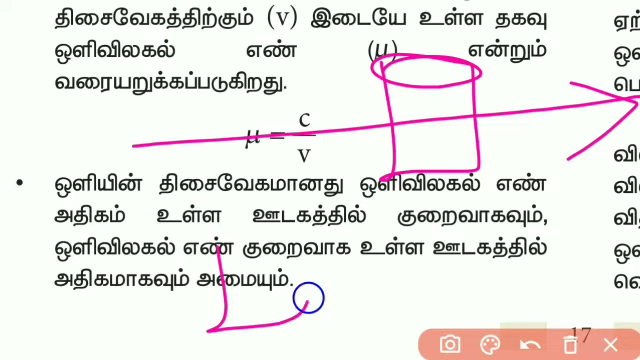 திசைவேகத்திற்கும் (v) இடையே உள்ள தகவு
ஒளிவிலகல் எண் (μ) என்றும்
வரையறுக்கப்படுகிறது.
μ = c/v
• ஒளியின் திசைவேகமானது ஒளிவிலகல் எண்
அதிகம் உள்ள ஊடகத்தில் குறைவாகவும்,
ஒளிவிலகல் எண் குறைவாக உள்ள ஊடகத்தில்
அதிகமாகவும் அமையும்.
17